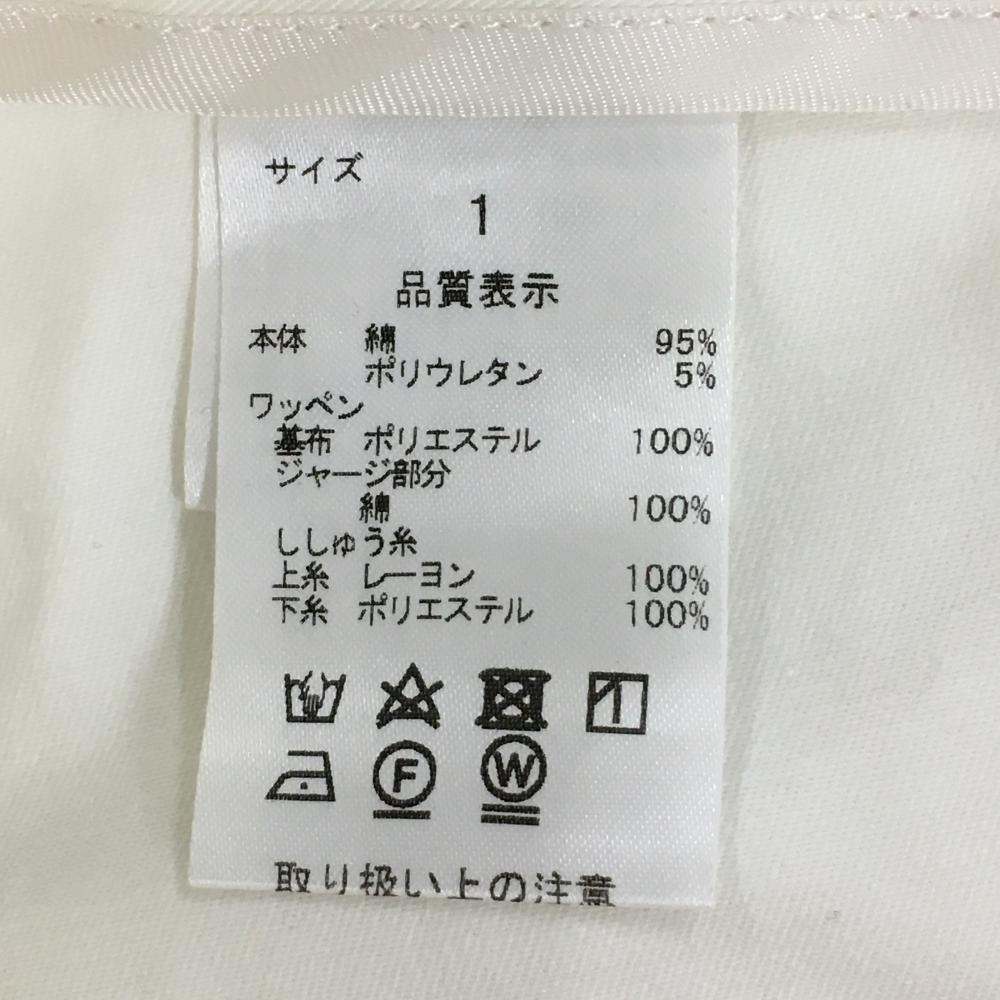 サイズ
1
品質表示
本体 綿 95%
ポリウレタン 5%
ワッペン
基布 ポリエステル 100%
ジャージ部分
綿 100%
ししゅう糸
上糸 レーヨン 100%
下糸 ポリエステル 100%
F W
取り扱い上の注意